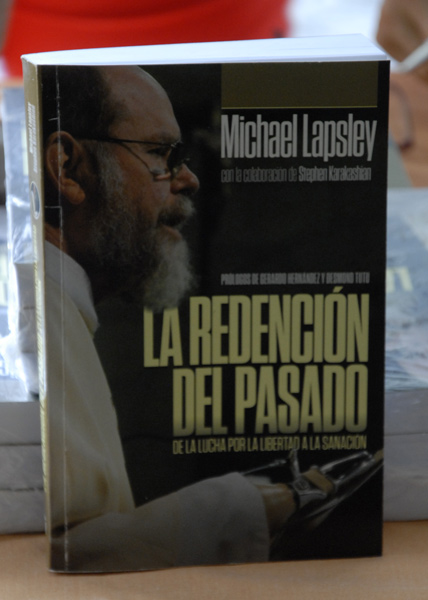 Michael Lapsley
con la colaboración de Stephen Karakashian
PRÓLOGOS DE GERARDO HERNÁNDEZ Y DESMOND TUTU
LA REDENCIÓN
DEL PASADO
DE LA LUCHA POR LA LIBERTAD A LA SANACIÓN